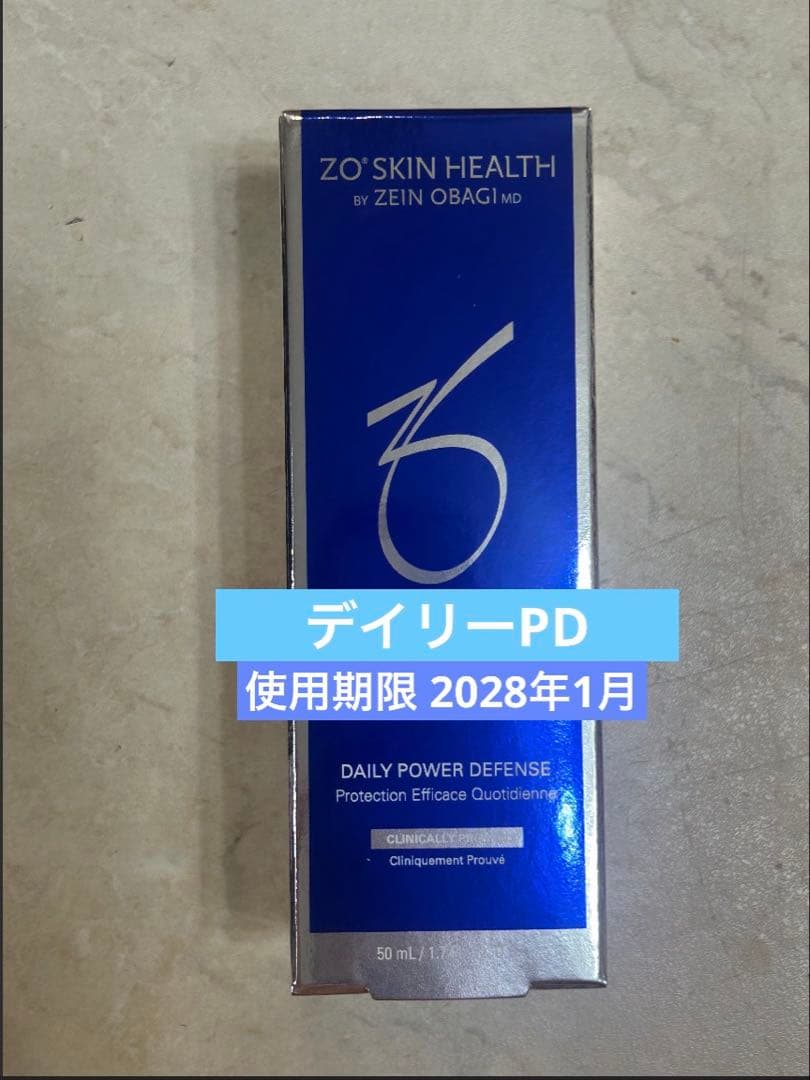 ZO® SKIN HEALTH
BY ZEIN OBAGI MD
デイリーPD
使用期限 2028年1月
DAILY POWER DEFENSE
Protection Efficace Quotidienne
CLINICALLY
Cliniquement Prouvé
50 mL / 1.7